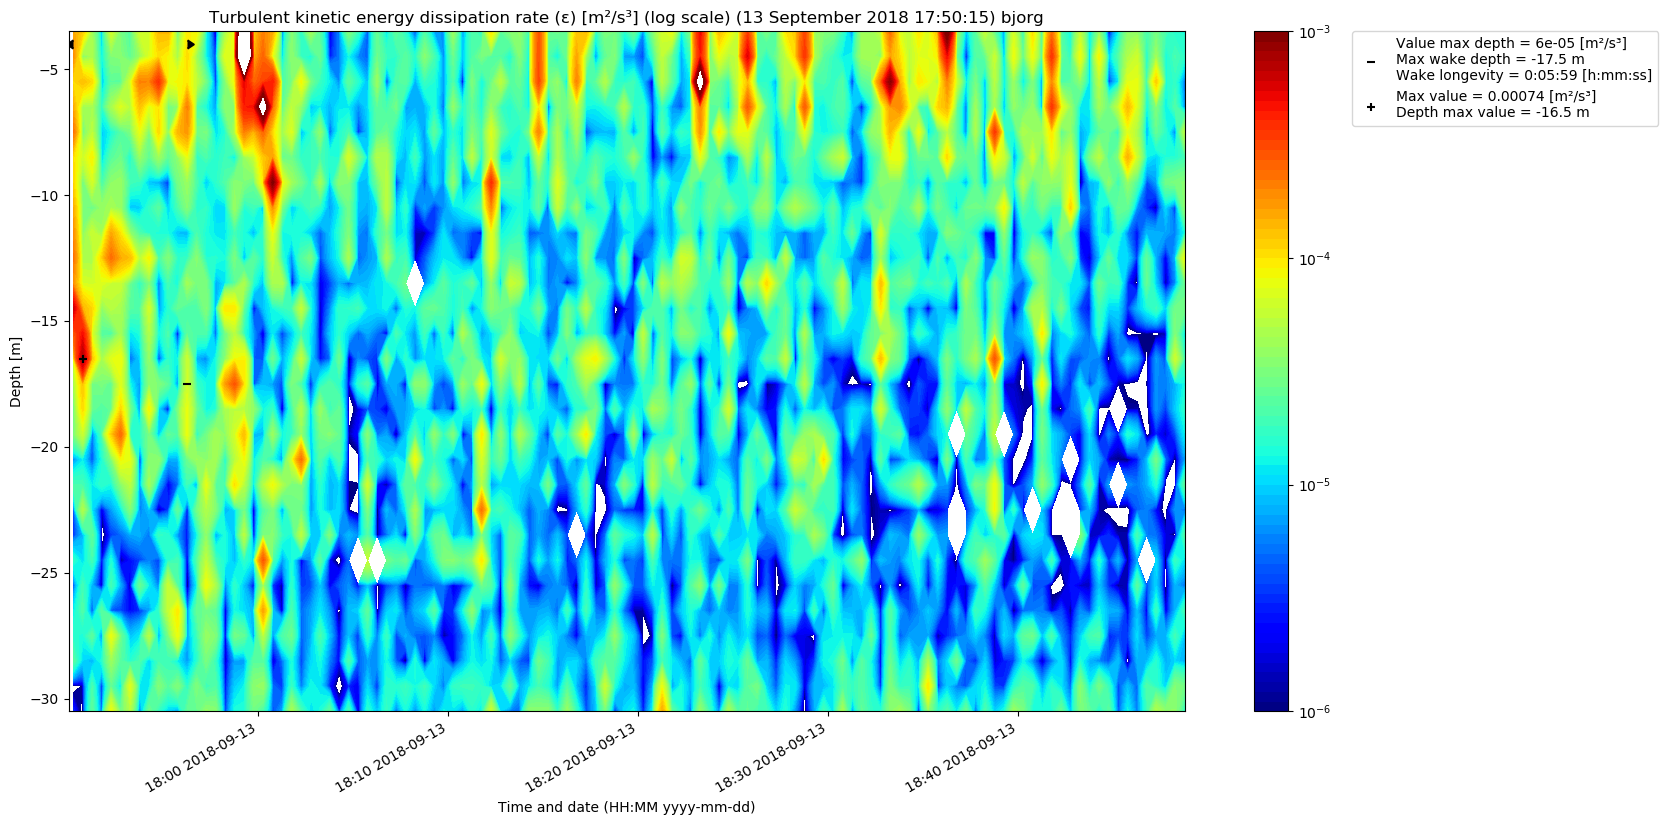 Turbulent kinetic energy dissipation rate (ε) [m²/s³] (log scale) (13 September 2018 17:50:15) bjorg
Depth [m]
−5
−10
−15
−20
−25
−30
18:00 2018-09-13
18:10 2018-09-13
18:20 2018-09-13
18:30 2018-09-13
18:40 2018-09-13
Time and date (HH:MM yyyy-mm-dd)
10⁻³
10⁻⁴
10⁻⁵
10⁻⁶
Value max depth = 6e-05 [m²/s³]
Max wake depth = -17.5 m
Wake longevity = 0:05:59 [h:mm:ss]
Max value = 0.00074 [m²/s³]
Depth max value = -16.5 m